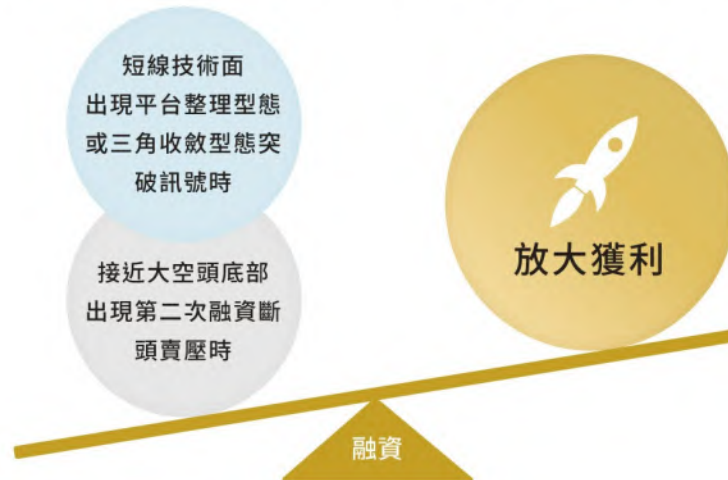 短線技術面
出現平台整理型態
或三角收斂型態突
破訊號時
接近大空頭底部
出現第二次融資斷
頭賣壓時
放大獲利
融資